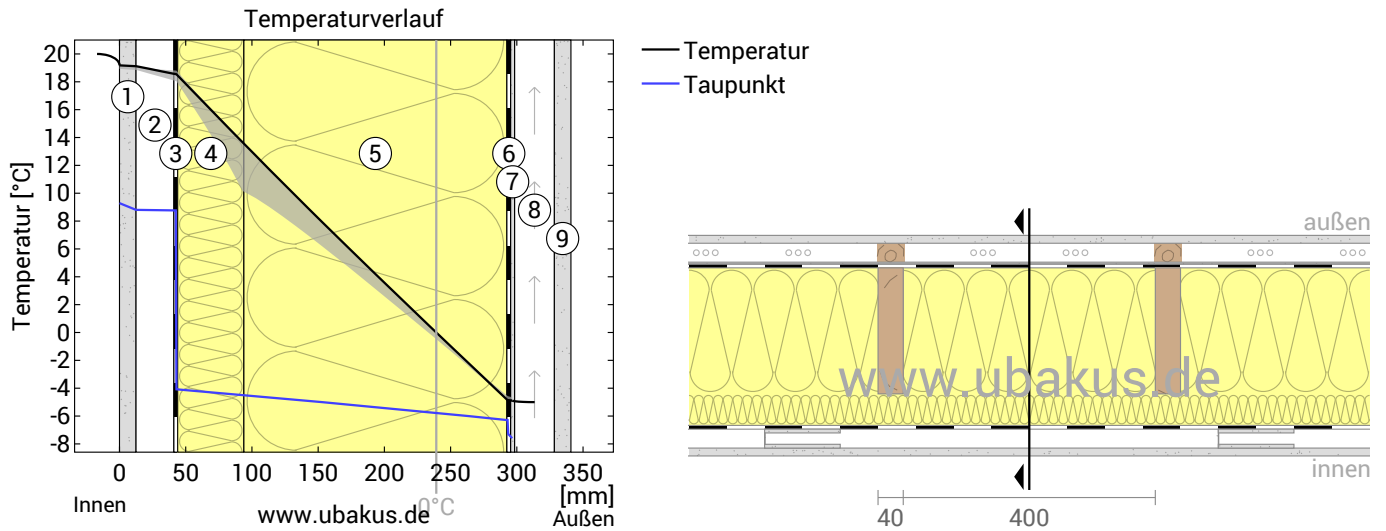 Temperaturverlauf
Temperatur
Taupunkt
Temperatur [°C]
20
18
16
14
12
10
8
6
4
2
0
-2
-4
-6
-8
1
2
3
4
5
6
7
8
9
0 50 100 150 200 250 300 350
[mm]
Innen
0°C
www.ubakus.de
Außen
außen
www.ubakus.de
innen
40 400